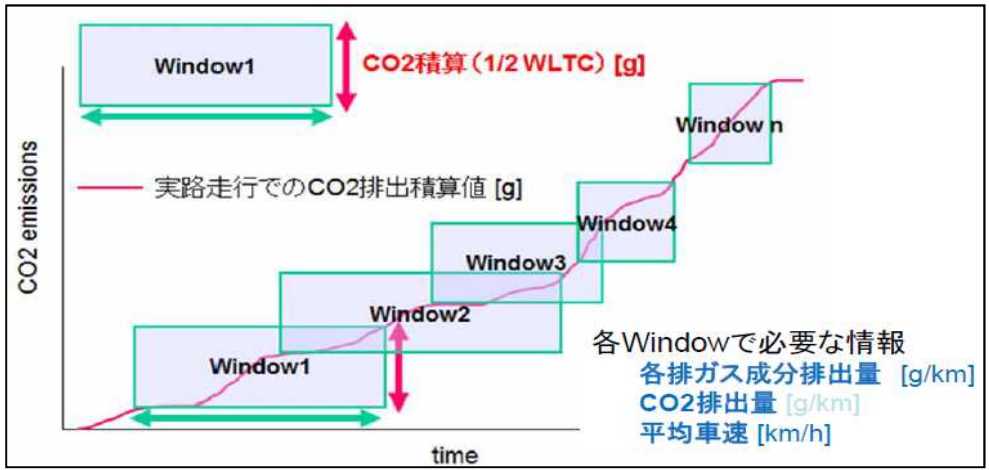 Window1
CO2積算（1/2 WLTC）[g]
Window n
実路走行でのCO2排出積算値 [g]
Window4
Window3
Window2
Window1
CO2 emissions
time
各Windowで必要な情報
各排ガス成分排出量 [g/km]
CO2排出量 [g/km]
平均車速 [km/h]